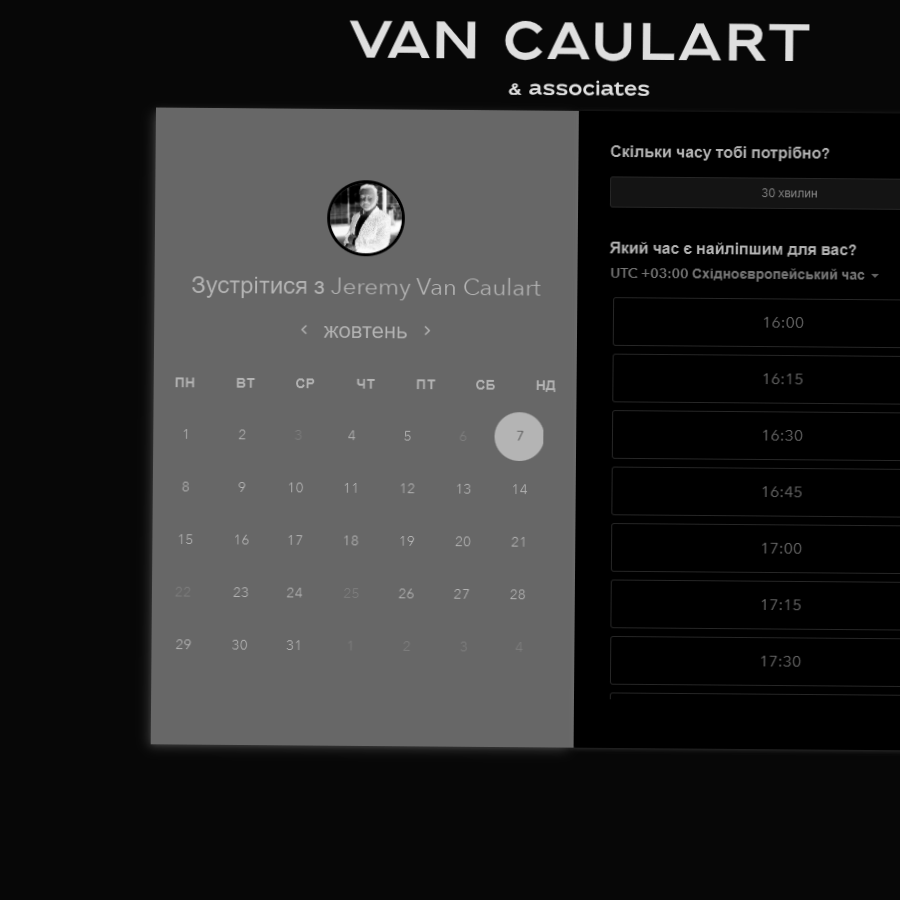 VAN CAULART
& associates
Зустрітися з Jeremy Van Caulart
жовтень
ПН ВТ СР ЧТ ПТ СБ НД
1 2 3 4 5 6 7
8 9 10 11 12 13 14
15 16 17 18 19 20 21
22 23 24 25 26 27 28
29 30 31 1 2 3 4
Скільки часу тобі потрібно?
30 хвилин
Який час є найліпшим для вас?
UTC +03:00 Східноєвропейський час
16:00
16:15
16:30
16:45
17:00
17:15
17:30